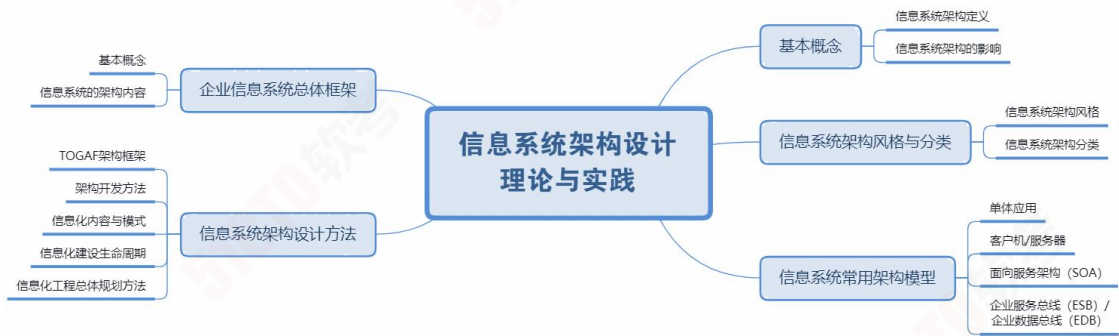 信息系统架构设计
理论与实践
基本概念
信息系统架构定义
信息系统架构的影响
信息系统架构风格与分类
信息系统架构风格
信息系统架构分类
信息系统常用架构模型
单体应用
客户机/服务器
面向服务架构（SOA）
企业服务总线（ESB）/
企业数据总线（EDB）
企业信息系统总体框架
基本概念
信息系统的架构内容
信息系统架构设计方法
TOGAF架构框架
架构开发方法
信息化内容与模式
信息化建设生命周期
信息化工程总体规划方法
51CTO软考